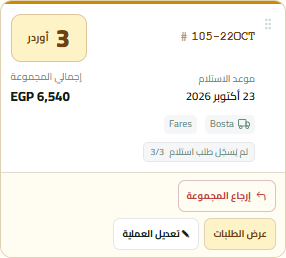 # 105-22OCT
3 أوردر
موعد الاستلام
23 أكتوبر 2026
إجمالي المجموعة
EGP 6,540
Bosta
Fares
لم يُسجّل طلب استلام 3/3
إرجاع المجموعة
عرض الطلبات
تعديل العملية